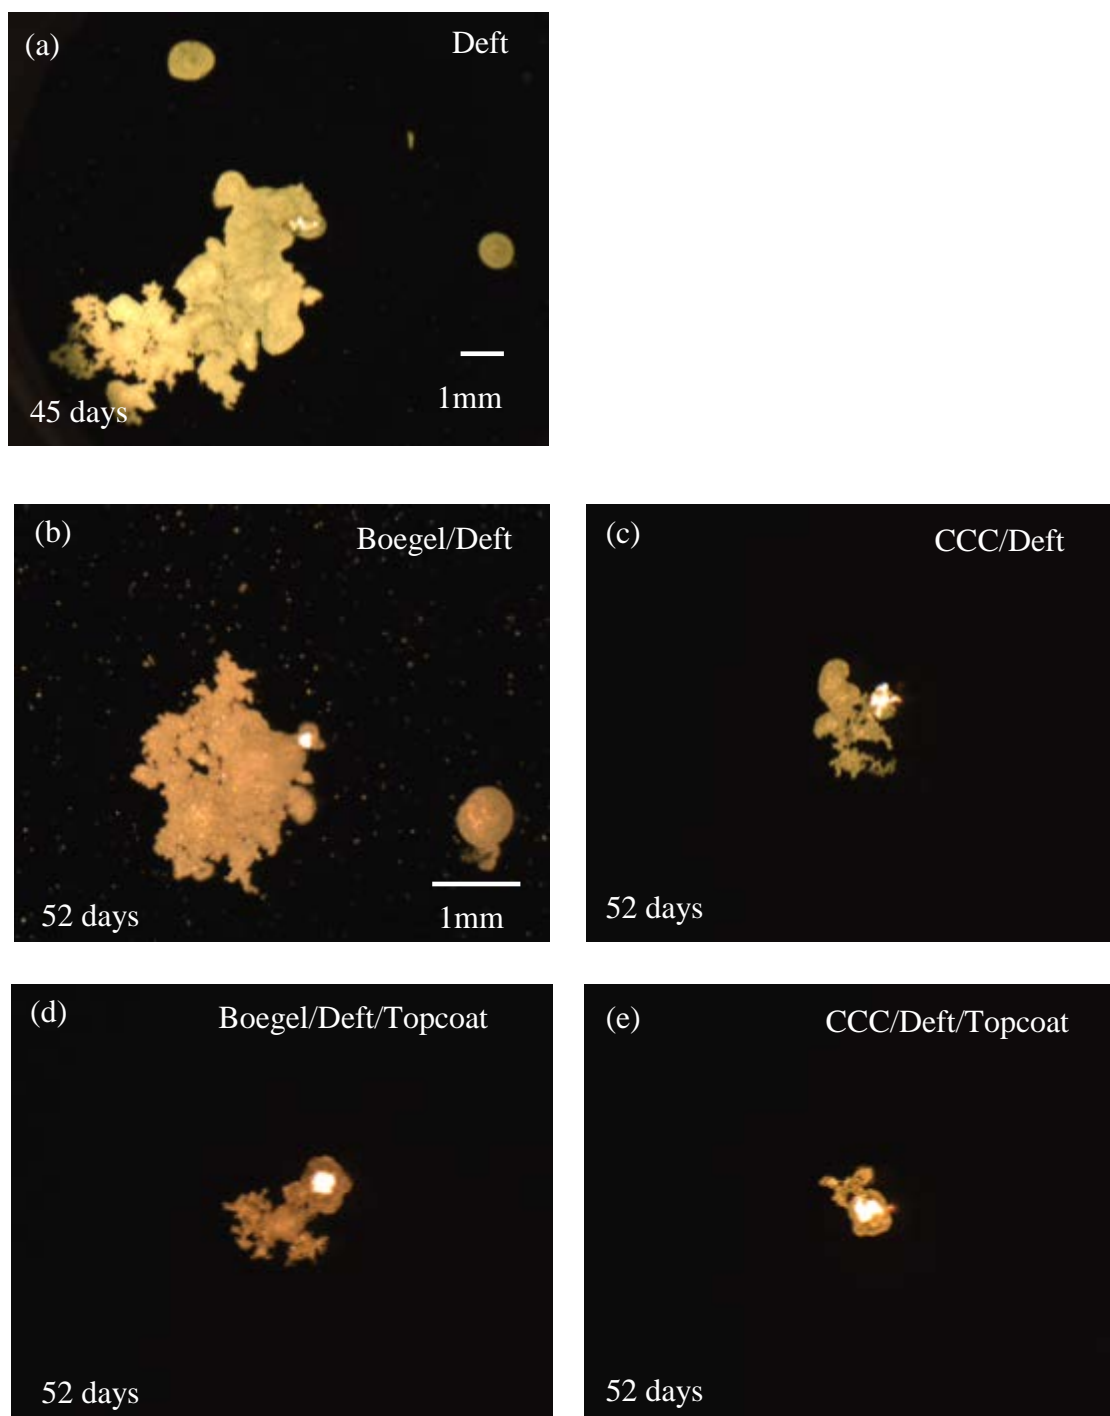 (a)
Deft
1mm
45 days
(b)
Boegel/Deft
52 days
1mm
(c)
CCC/Deft
52 days
(d)
Boegel/Deft/Topcoat
52 days
(e)
CCC/Deft/Topcoat
52 days